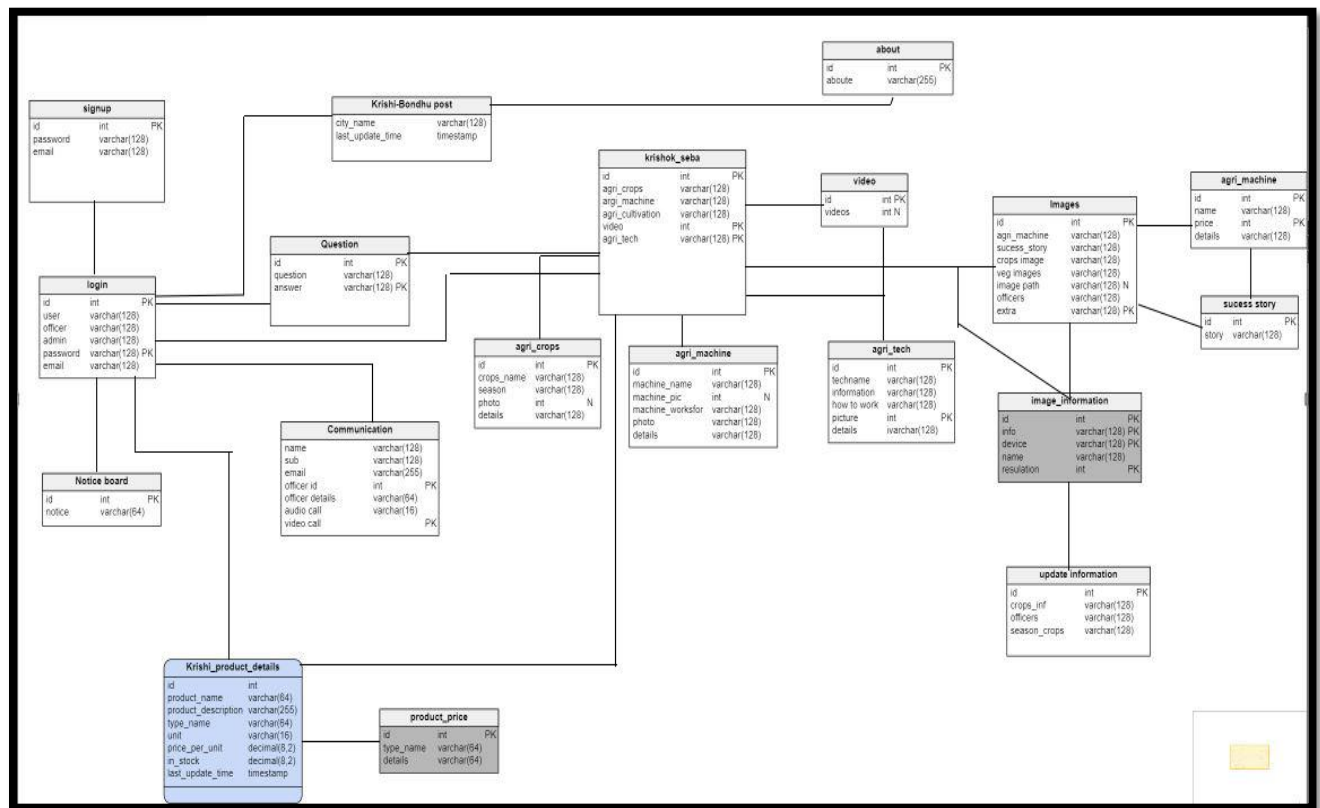 about
id int PK
aboute varchar(255)
signup
id int PK
password varchar(128)
email varchar(128)
Krishi-Bondhu post
city_name varchar(128)
last_update_time timestamp
krishok_seba
id int PK
agri_crops varchar(128)
argi_machine varchar(128)
agri_cultivation varchar(128)
video int PK
agri_tech varchar(128) PK
video
id int PK
videos int N
Images
id int PK
agri_machine varchar(128)
sucess_story varchar(128)
crops image varchar(128)
veg images varchar(128)
image path varchar(128) N
officers varchar(128)
extra varchar(128) PK
agri_machine
id int PK
name varchar(128)
price int PK
details varchar(128)
Question
id int PK
question varchar(128)
answer varchar(128) PK
login
id int PK
user varchar(128)
officer varchar(128)
admin varchar(128)
password varchar(128) PK
email varchar(128)
sucess story
id int PK
story varchar(128)
agri_crops
id int PK
crops_name varchar(128)
season varchar(128)
photo int N
details varchar(128)
agri_machine
id int PK
machine_name varchar(128)
machine_pic int N
machine_worksfor varchar(128)
photo varchar(128)
details varchar(128)
agri_tech
id int PK
techname varchar(128)
information varchar(128)
how to work varchar(128)
picture int PK
details ivarchar(128)
image_information
id int PK
info varchar(128) PK
device varchar(128) PK
name varchar(128)
resulation int PK
Communication
name varchar(128)
sub varchar(128)
email varchar(255)
officer id int PK
officer details varchar(64)
audio call varchar(16)
video call PK
Notice board
id int PK
notice varchar(64)
update information
id int PK
crops_inf varchar(128)
officers varchar(128)
season_crops varchar(128)
Krishi_product_details
id int
product_name varchar(64)
product_description varchar(255)
type_name varchar(64)
unit varchar(16)
price_per_unit decimal(8,2)
in_stock decimal(8,2)
last_update_time timestamp
product_price
id int PK
type_name varchar(64)
details varchar(64)